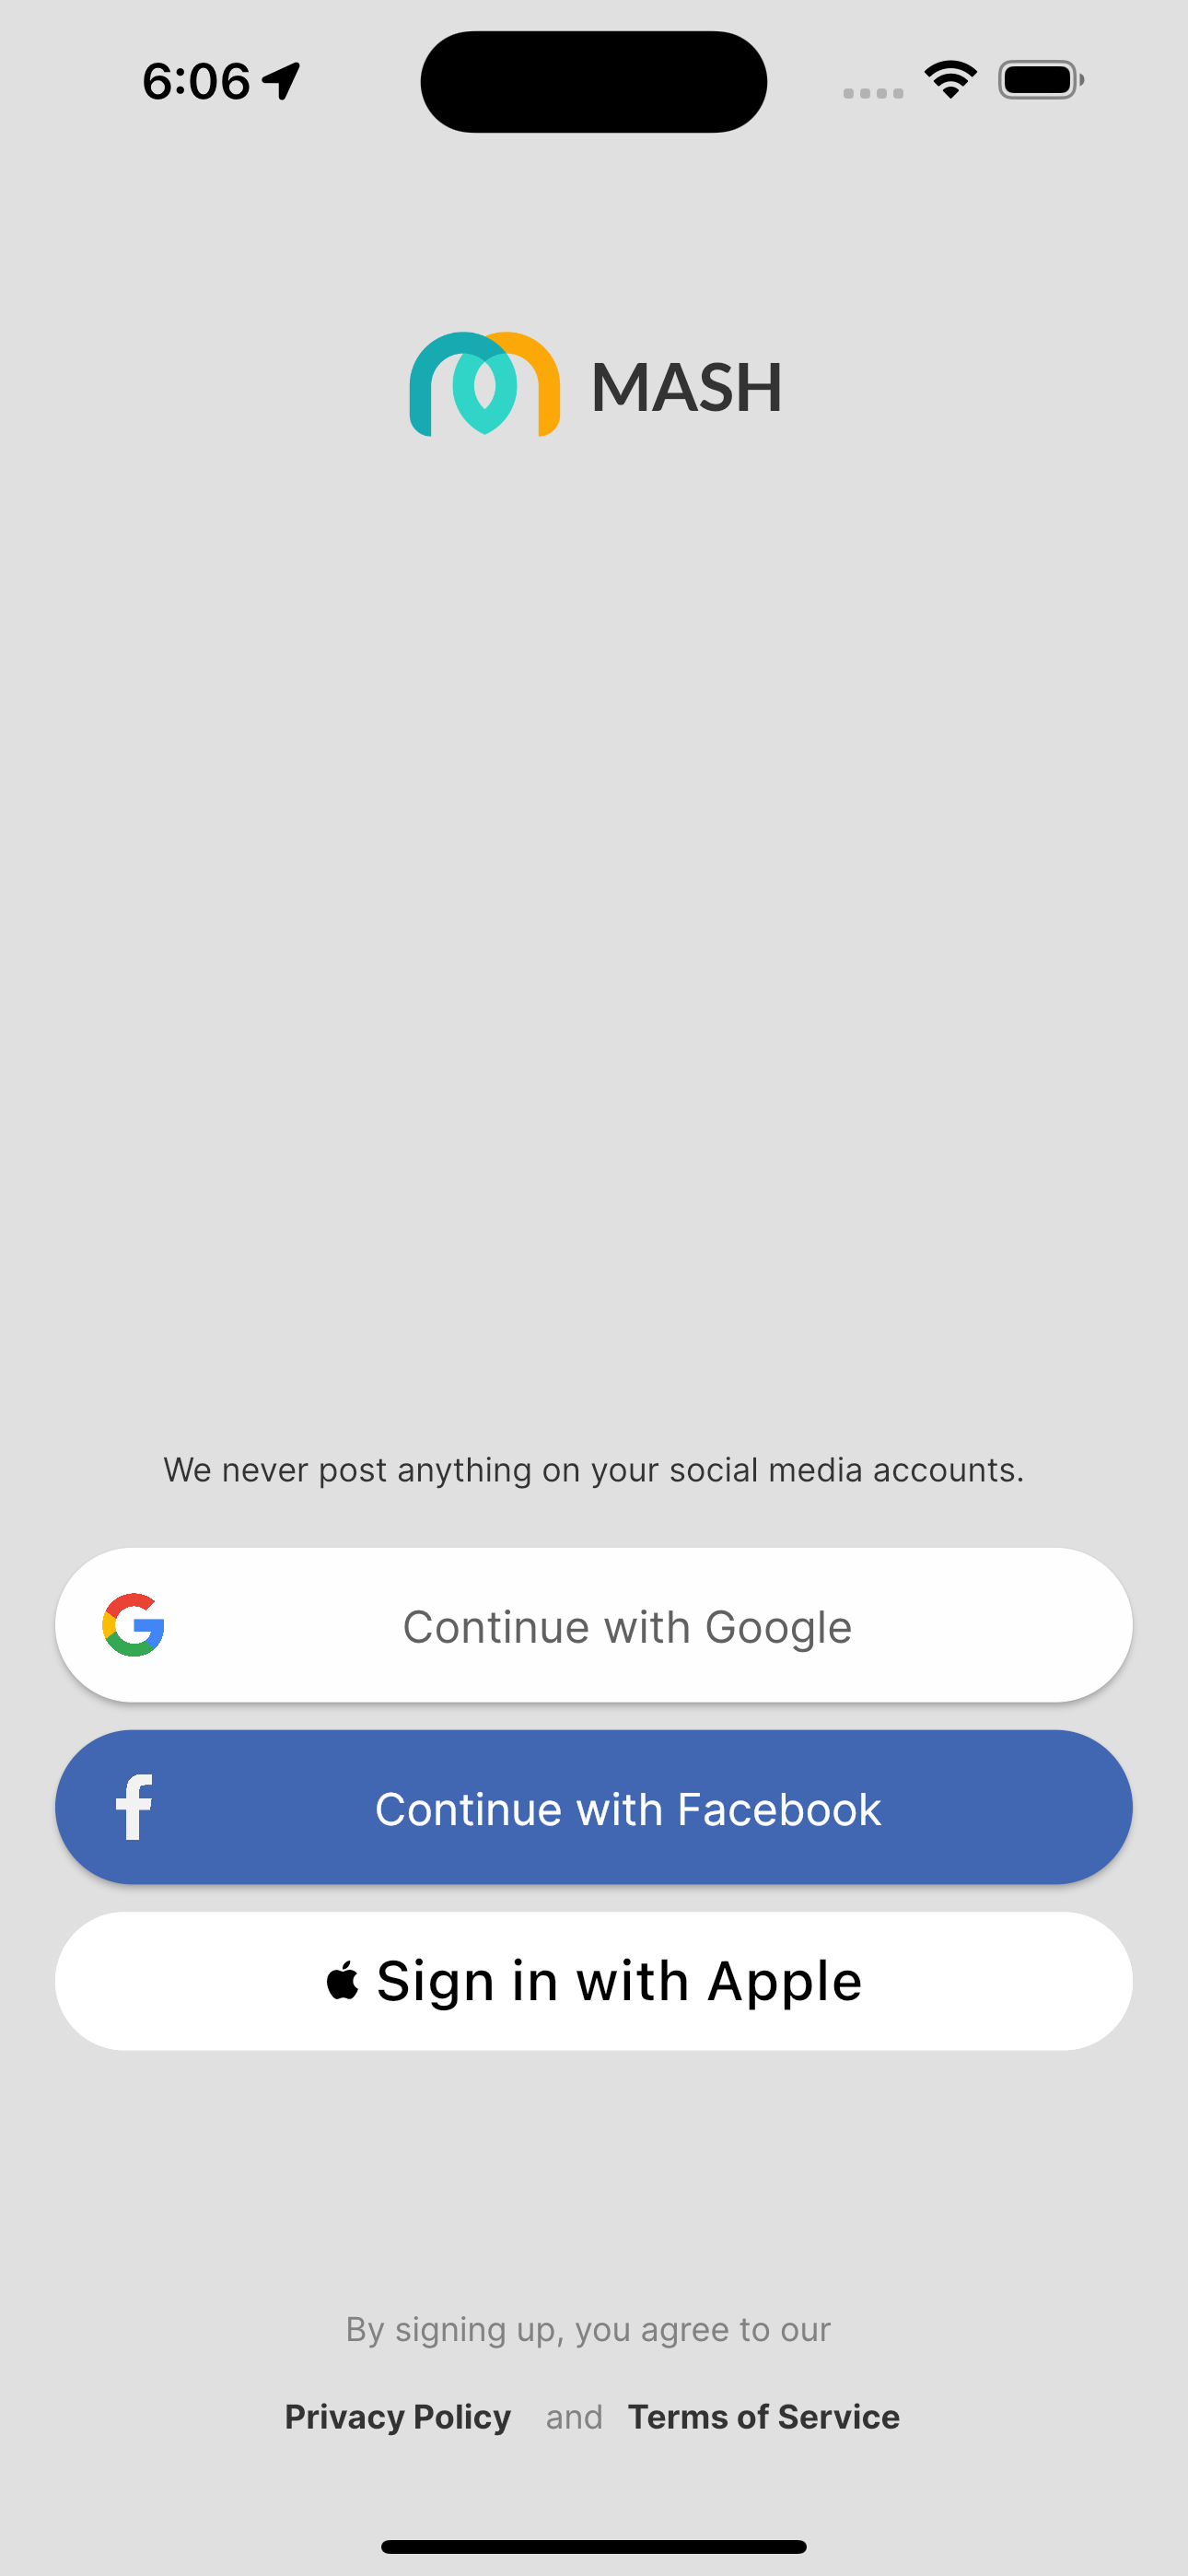 6:06
MASH
We never post anything on your social media accounts.
Continue with Google
Continue with Facebook
Sign in with Apple
By signing up, you agree to our
Privacy Policy and Terms of Service